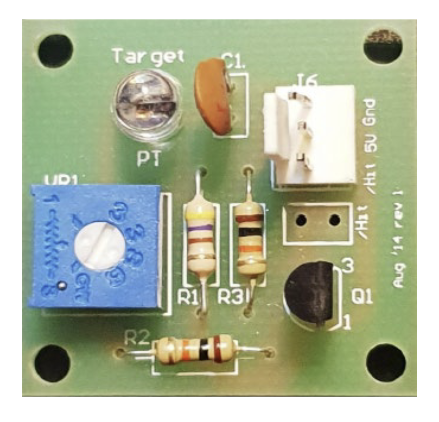 Target
C1
J6
PT
/Hit 5V Gnd
VR1
/Hit
R1
R3
3
Q1
1
Aug '14 rev 1
R2